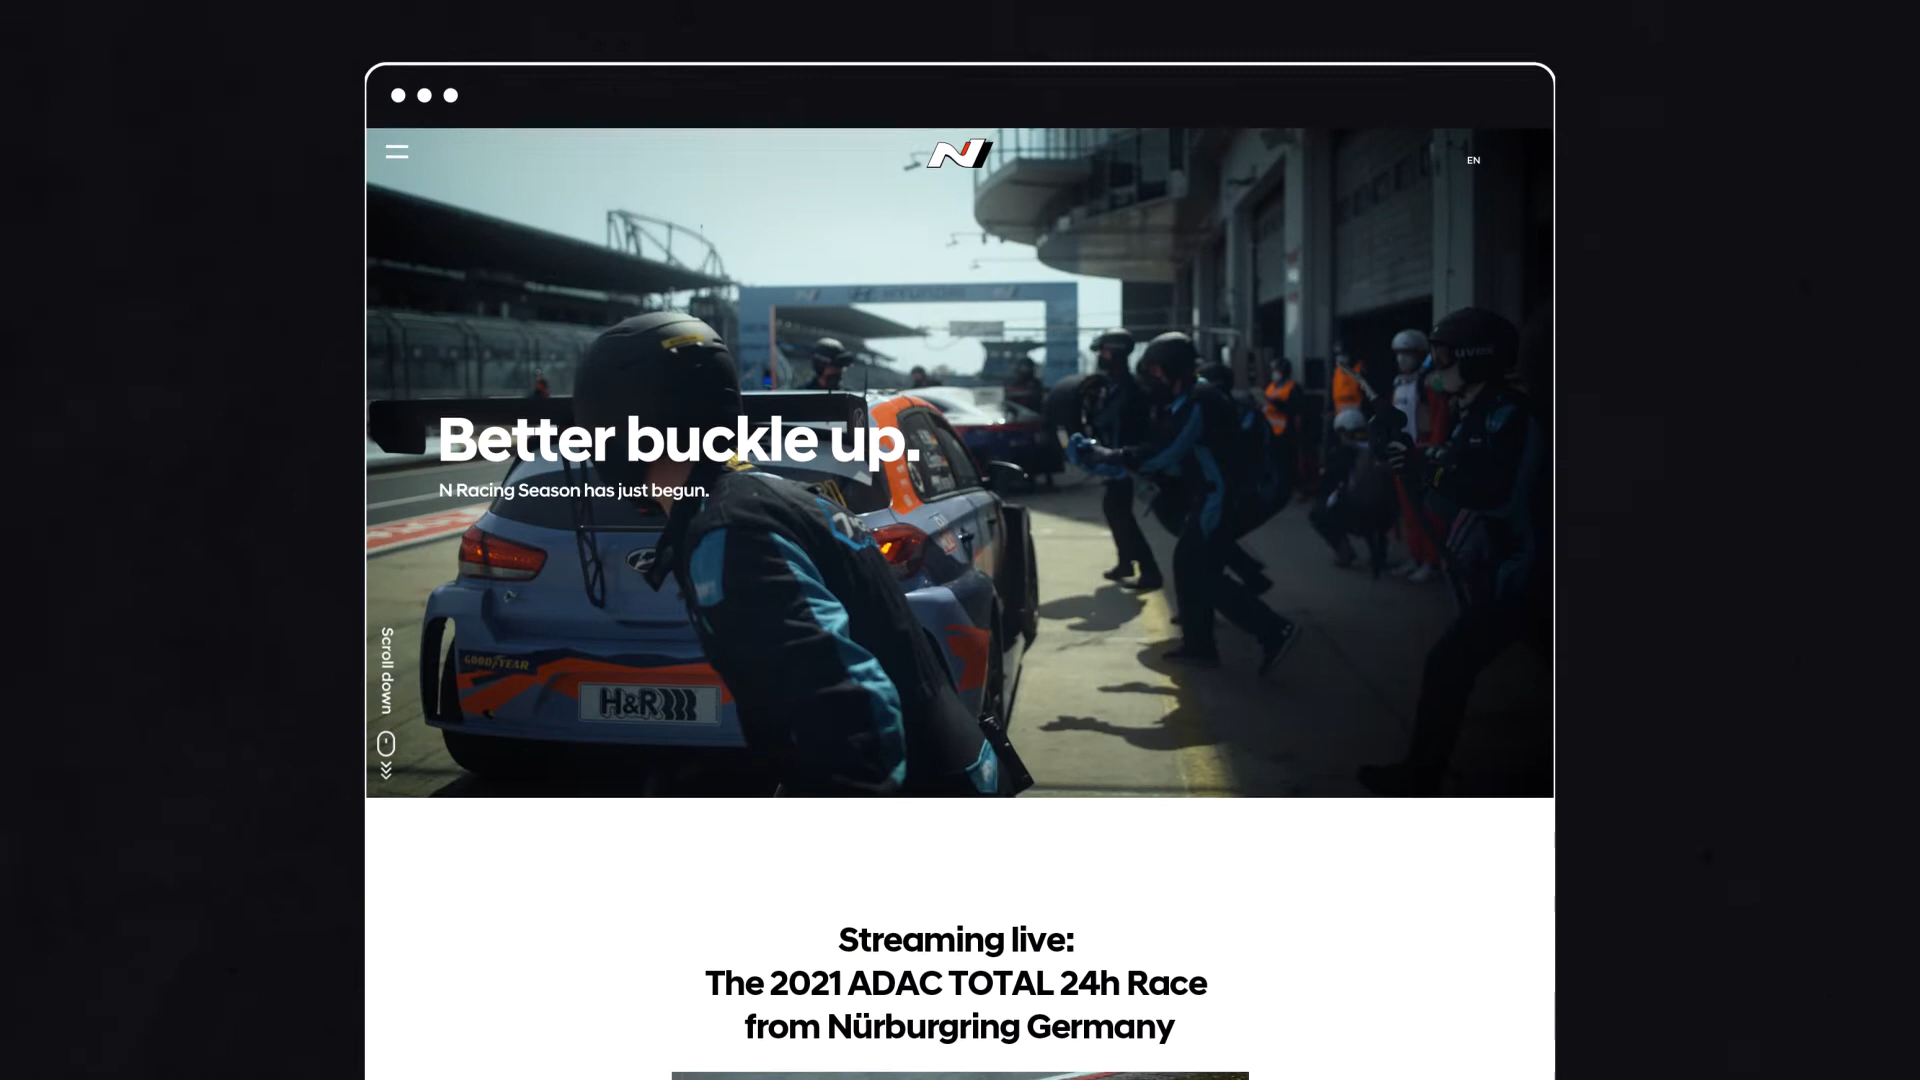 EN
uvex
Better buckle up.
N Racing Season has just begun.
GOODYEAR
H&R
Scroll down
Streaming live:
The 2021 ADAC TOTAL 24h Race
from Nürburgring Germany